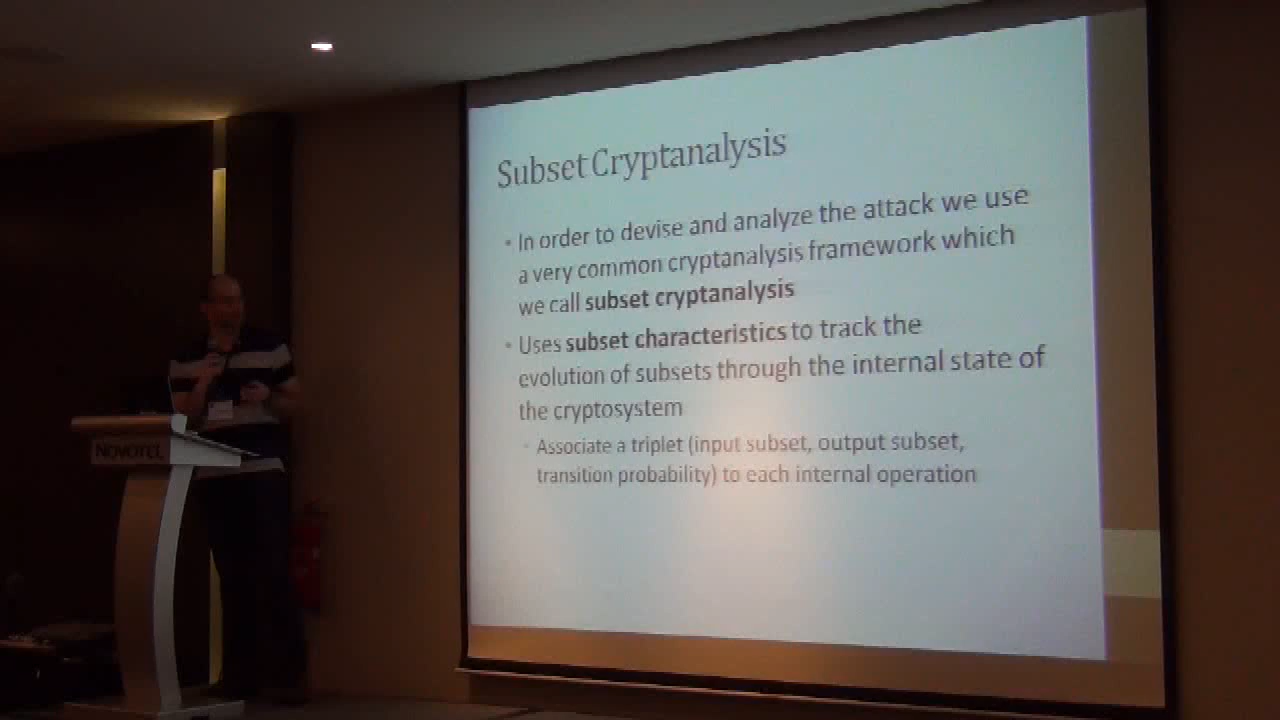 Subset Cryptanalysis
• In order to devise and analyze the attack we use
a very common cryptanalysis framework which
we call subset cryptanalysis
• Uses subset characteristics to track the
evolution of subsets through the internal state of
the cryptosystem
• Associate a triplet (input subset, output subset,
transition probability) to each internal operation
NOVOTEL